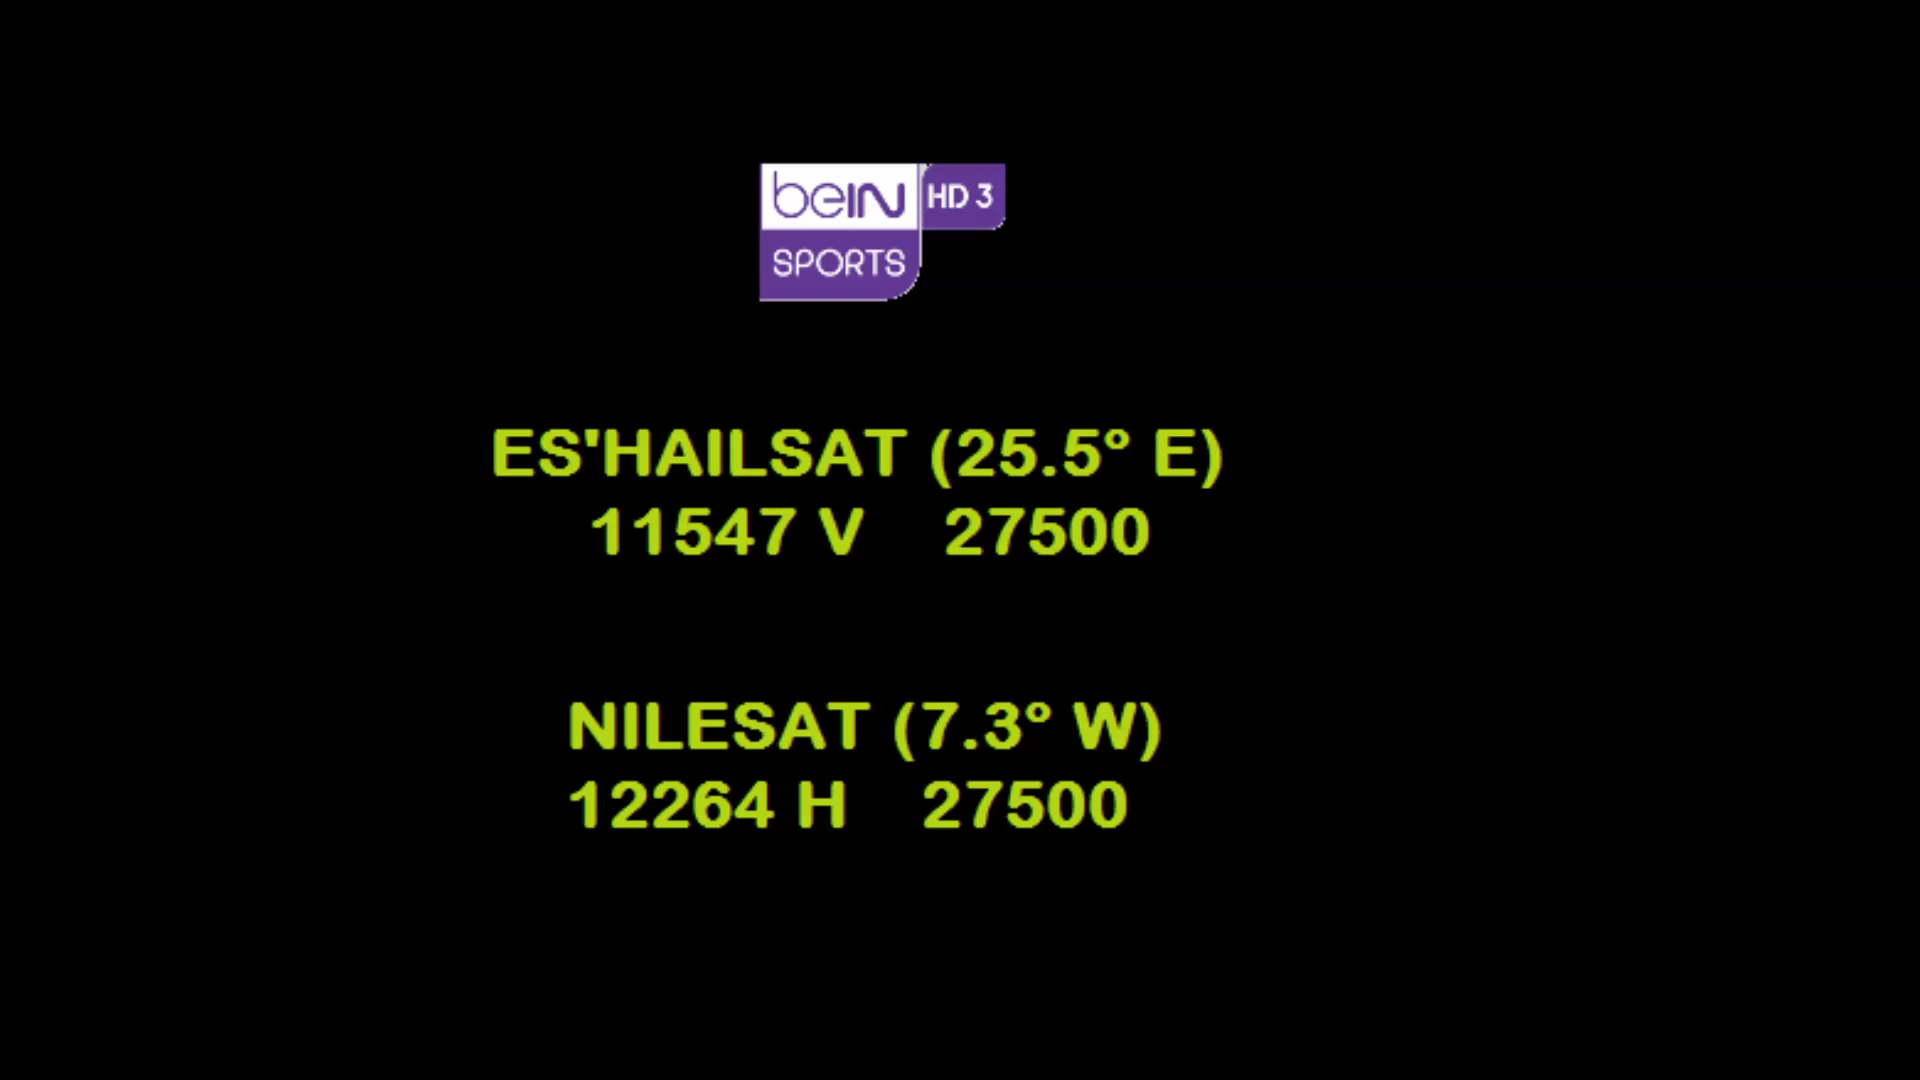 beIN HD 3
SPORTS
ES'HAILSAT (25.5° E)
11547 V 27500
NILESAT (7.3° W)
12264 H 27500